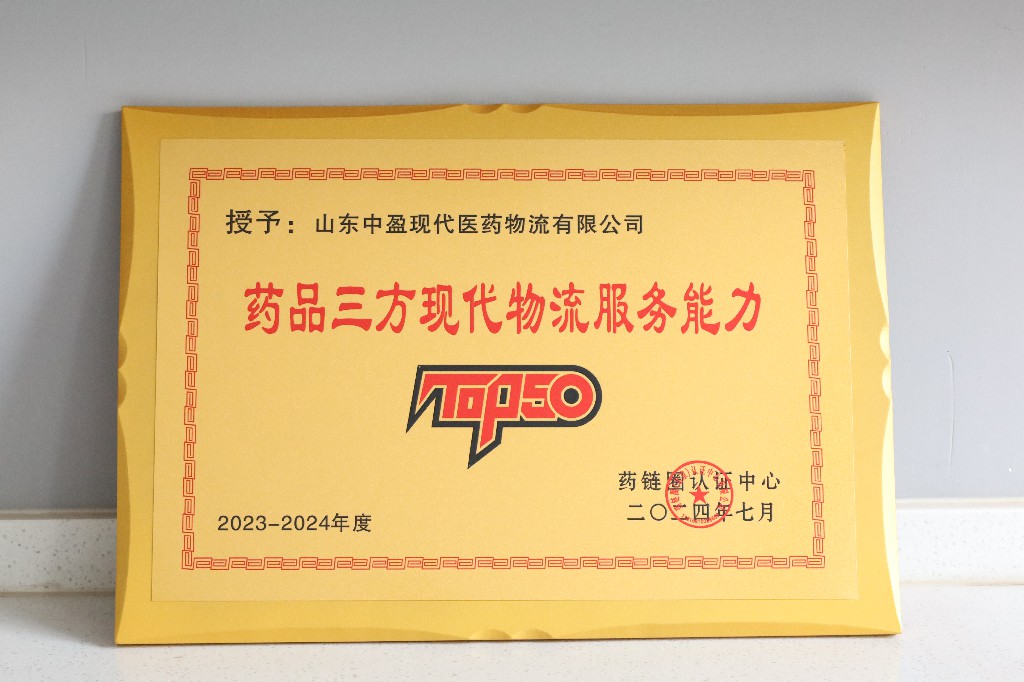 授予：山东中盈现代医药物流有限公司
药品三方现代物流服务能力
TOP50
药链圈认证中心
2023-2024年度
二〇二四年七月